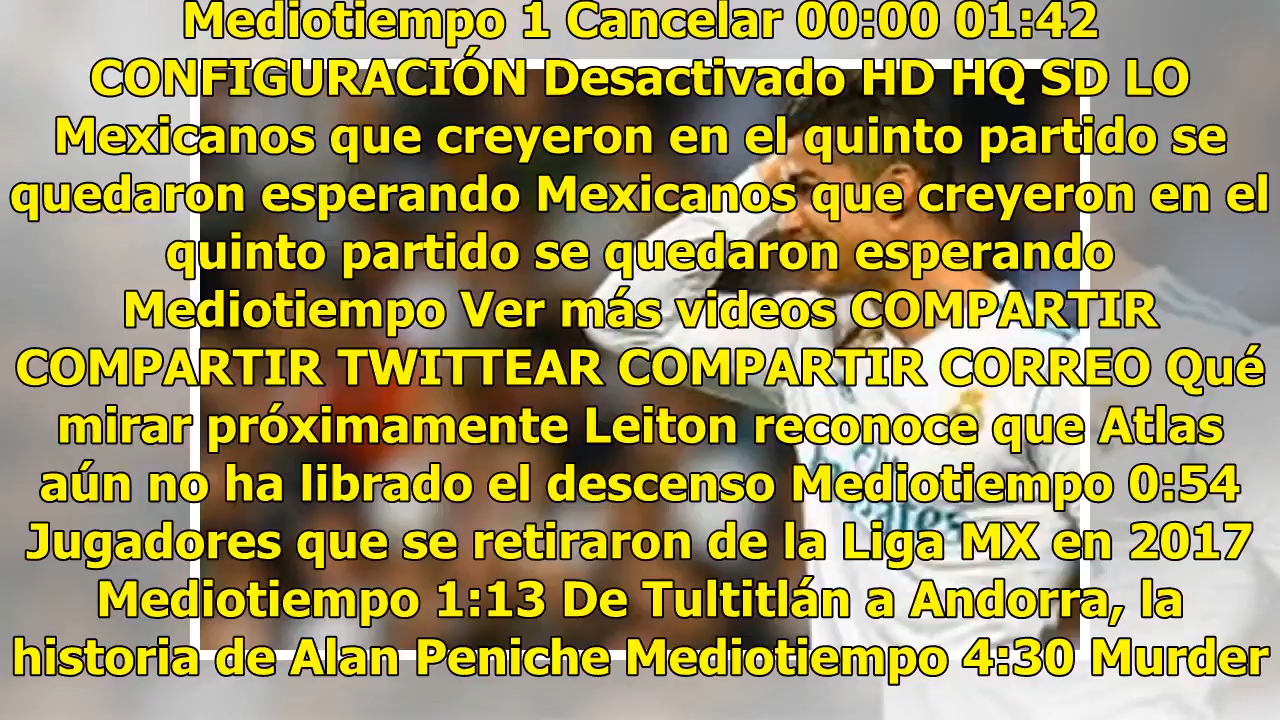 Mediotiempo 1 Cancelar 00:00 01:42
CONFIGURACIÓN Desactivado HD HQ SD LO
Mexicanos que creyeron en el quinto partido se
quedaron esperando Mexicanos que creyeron en el
quinto partido se quedaron esperando
Mediotiempo Ver más videos COMPARTIR
COMPARTIR TWITTEAR COMPARTIR CORREO Qué
mirar próximamente Leiton reconoce que Atlas
aún no ha librado el descenso Mediotiempo 0:54
Jugadores que se retiraron de la Liga MX en 2017
Mediotiempo 1:13 De Tultitlán a Andorra, la
historia de Alan Peniche Mediotiempo 4:30 Murder
Emirates